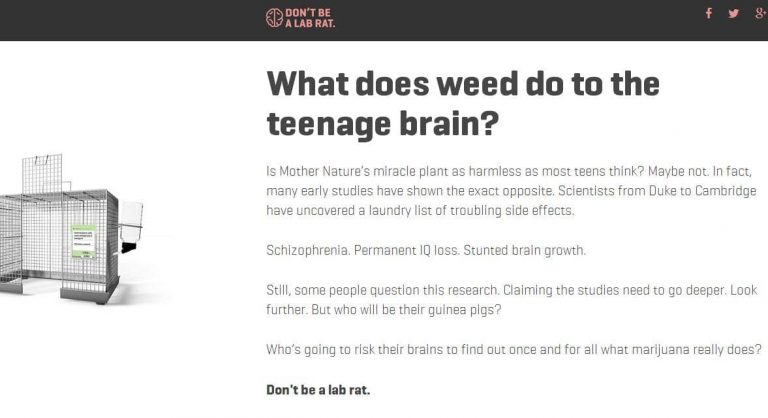 DON'T BE
A LAB RAT.
What does weed do to the
teenage brain?
Is Mother Nature's miracle plant as harmless as most teens think? Maybe not. In fact,
many early studies have shown the exact opposite. Scientists from Duke to Cambridge
have uncovered a laundry list of troubling side effects.
Schizophrenia. Permanent IQ loss. Stunted brain growth.
Still, some people question this research. Claiming the studies need to go deeper. Look
further. But who will be their guinea pigs?
Who's going to risk their brains to find out once and for all what marijuana really does?
Don't be a lab rat.